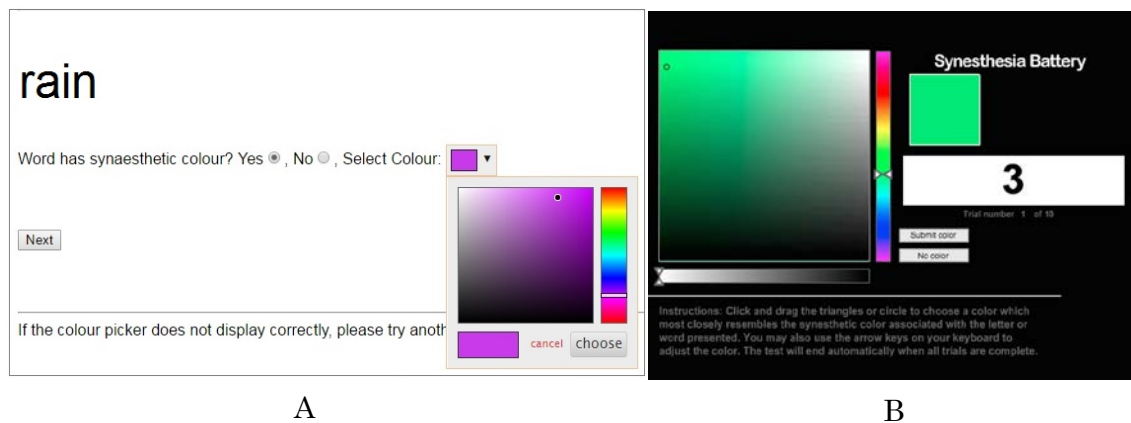 rain
Word has synaesthetic colour? Yes , No , Select Colour:
Next
If the colour picker does not display correctly, please try anoth
cancel choose
A
Synesthesia Battery
3
Trial number 1 of 10
Submit color
No color
Instructions: Click and drag the triangles or circle to choose a color which
most closely resembles the synesthetic color associated with the letter or
word presented. You may also use the arrow keys on your keyboard to
adjust the color. The test will end automatically when all trials are complete.
B